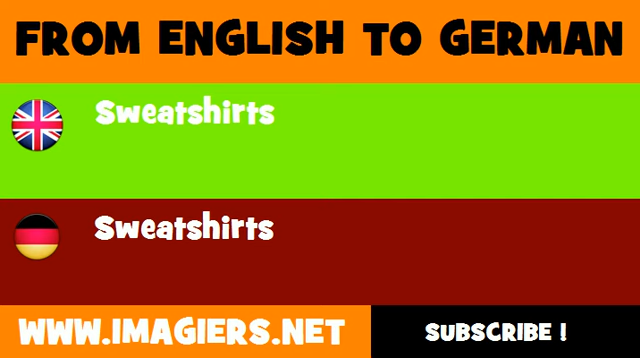 FROM ENGLISH TO GERMAN
Sweatshirts
Sweatshirts
WWW.IMAGIERS.NET
SUBSCRIBE !